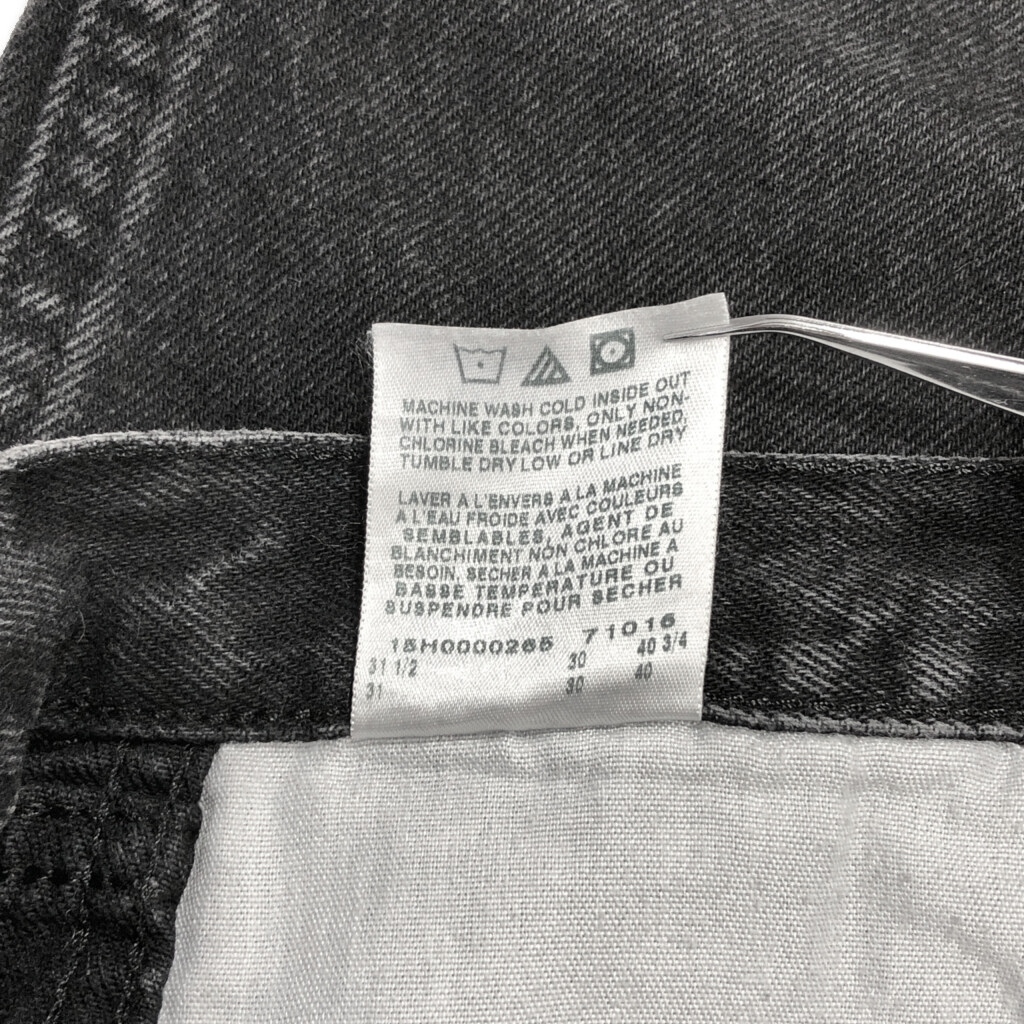 MACHINE WASH COLD INSIDE OUT
WITH LIKE COLORS, ONLY NON-
CHLORINE BLEACH WHEN NEEDED,
TUMBLE DRY LOW OR LINE DRY
LAVER A L'ENVERS A LA MACHINE
A L'EAU FROIDE AVEC COULEURS
SEMBLABLES, AGENT DE
BLANCHIMENT NON CHLORE AU
BESOIN, SECHER A LA MACHINE A
BASSE TEMPERATURE OU
SUSPENDRE POUR SECHER
15H0000265 71016
31 1/2 30 40 3/4
31 30 40